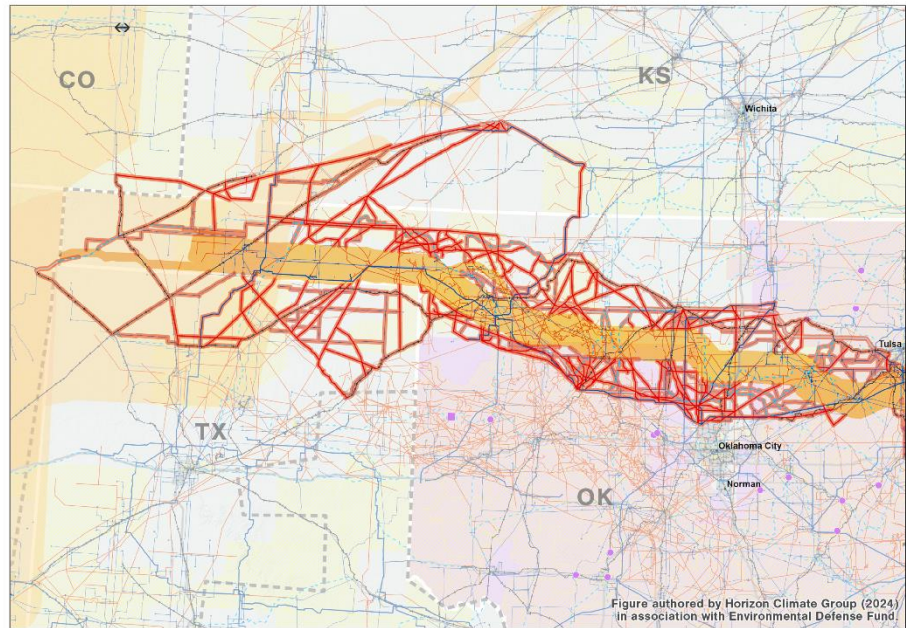 CO
KS
Wichita
Tulsa
TX
Oklahoma City
Norman
OK
Figure authored by Horizon Climate Group (2024)
in association with Environmental Defense Fund.